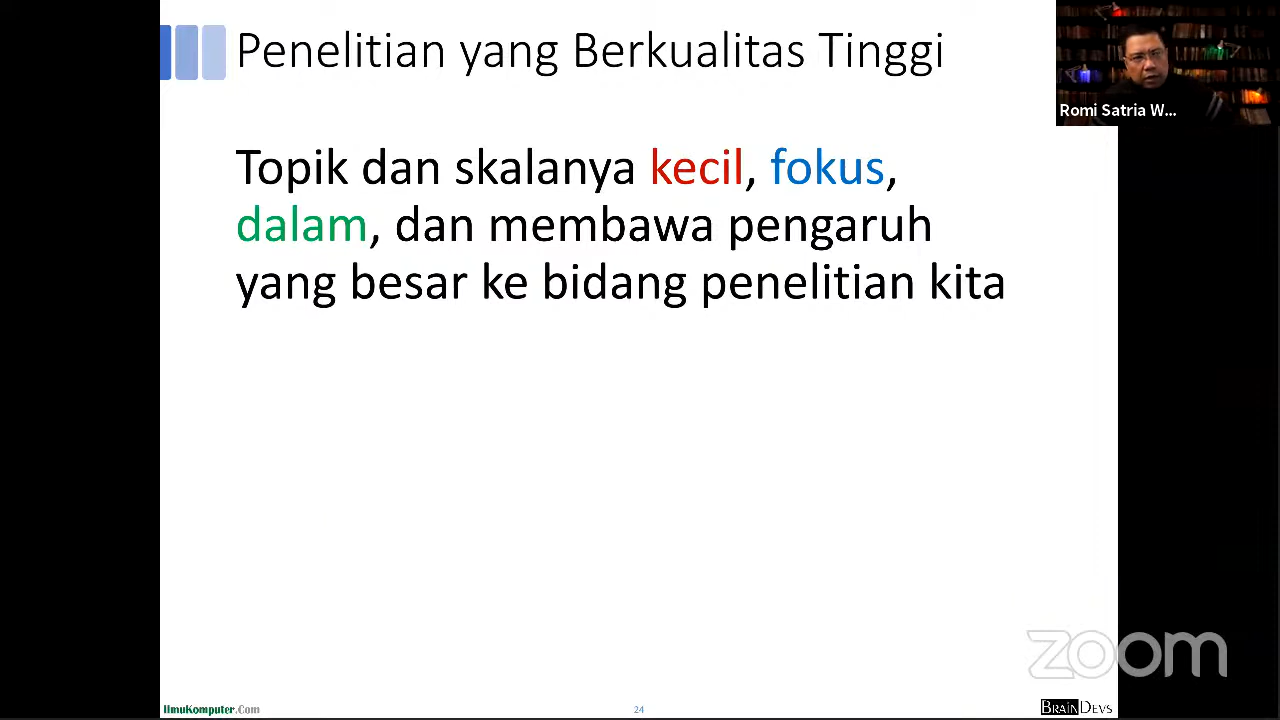 Penelitian yang Berkualitas Tinggi
Romi Satria W...
Topik dan skalanya kecil, fokus,
dalam, dan membawa pengaruh
yang besar ke bidang penelitian kita
zoom
IlmuKomputer.Com
24
BRAINDEVS